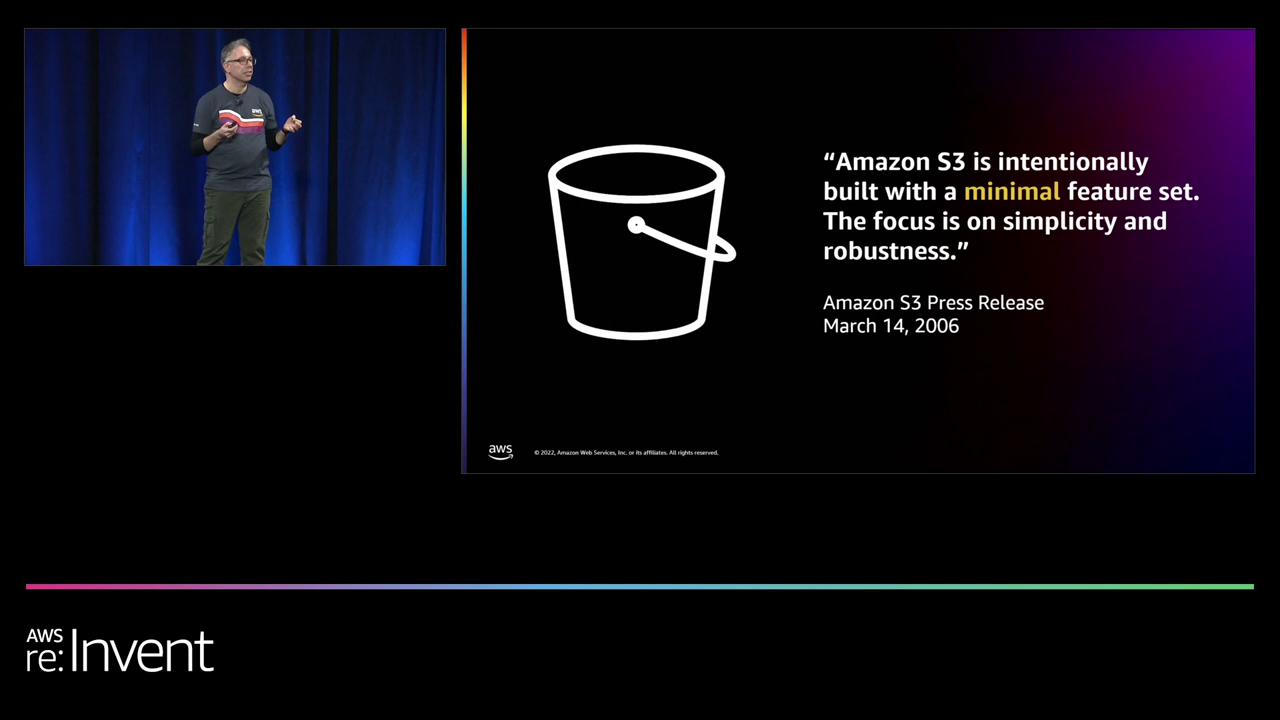 aws
“Amazon S3 is intentionally
built with a minimal feature set.
The focus is on simplicity and
robustness.”
Amazon S3 Press Release
March 14, 2006
aws
© 2022, Amazon Web Services, Inc. or its affiliates. All rights reserved.
AWS
re:Invent